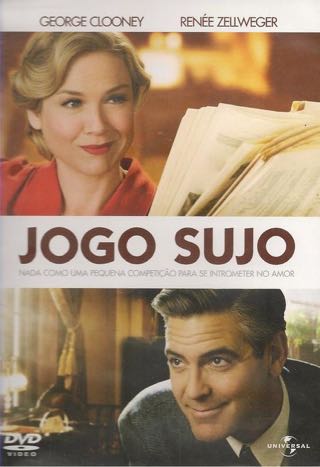 GEORGE CLOONEY RENÉE ZELLWEGER
JOGO SUJO
NADA COMO UMA PEQUENA COMPETIÇÃO PARA SE INTROMETER NO AMOR
DVD
VIDEO
UNIVERSAL